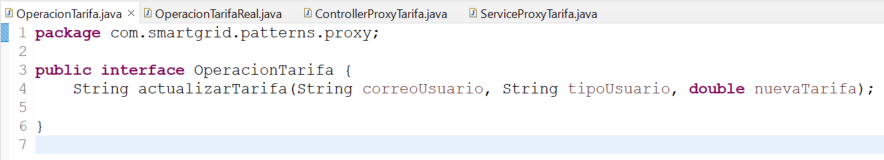 OperacionTarifa.java OperacionTarifaReal.java ControllerProxyTarifa.java ServiceProxyTarifa.java
1 package com.smartgrid.patterns.proxy;
2
3 public interface OperacionTarifa {
4 String actualizarTarifa(String correoUsuario, String tipoUsuario, double nuevaTarifa);
5
6 }
7